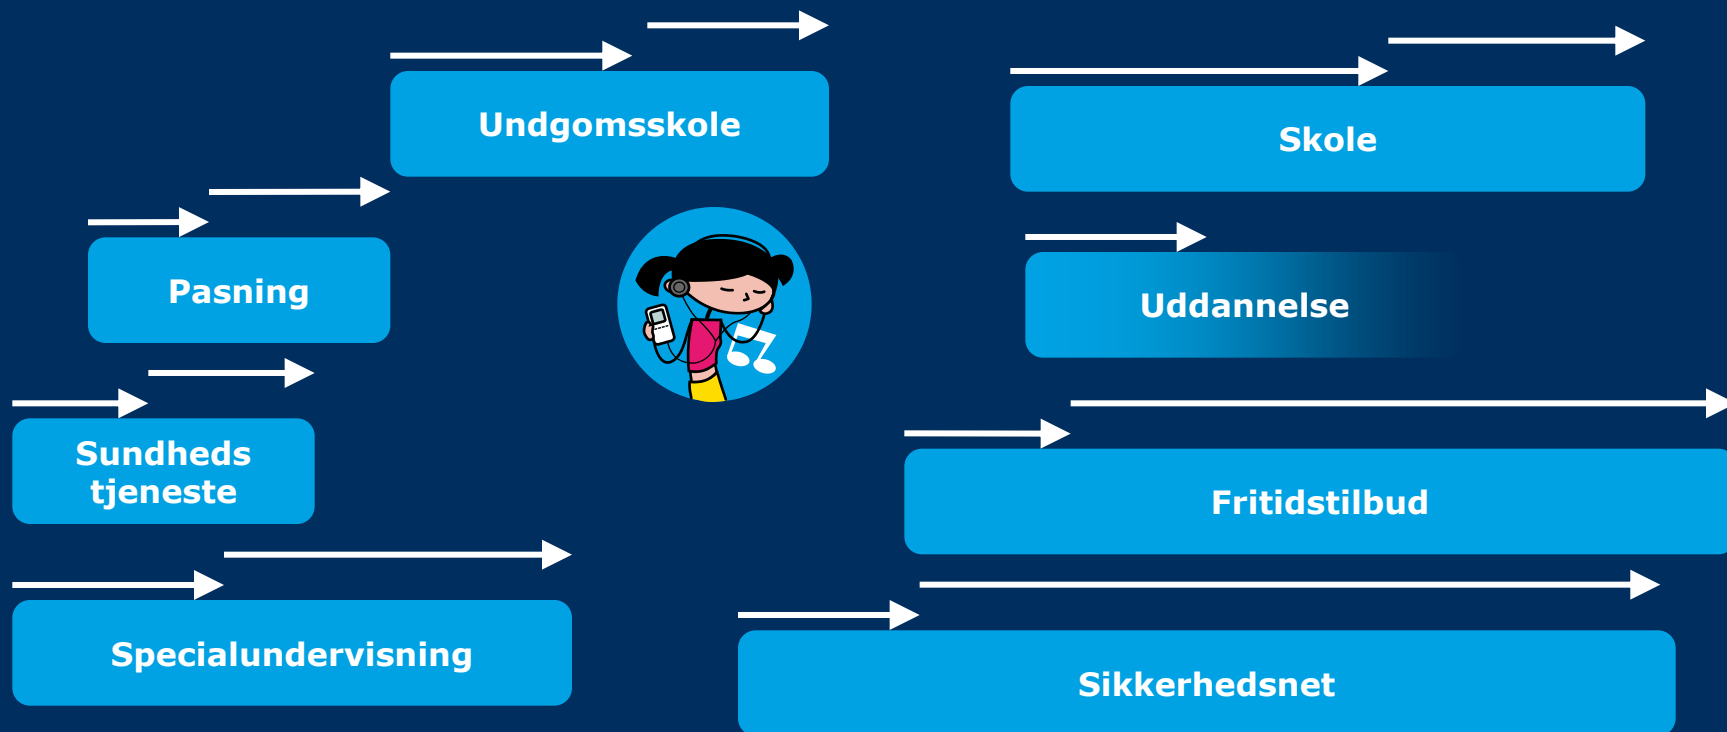 Undgomsskole
Skole
Pasning
Uddannelse
Sundheds
tjeneste
Fritidstilbud
Specialundervisning
Sikkerhedsnet